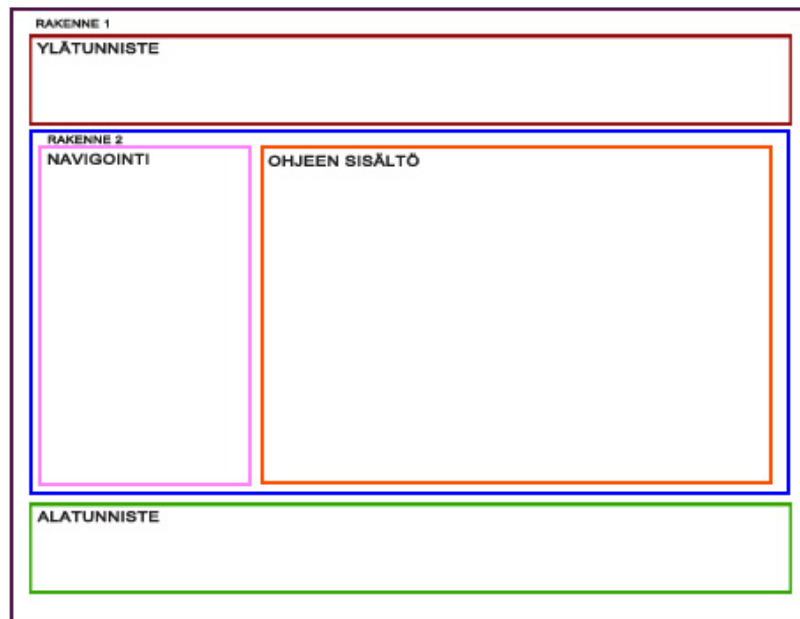 RAKENNE 1
YLÄTUNNISTE
RAKENNE 2
NAVIGOINTI
OHJEEN SISÄLTÖ
ALATUNNISTE